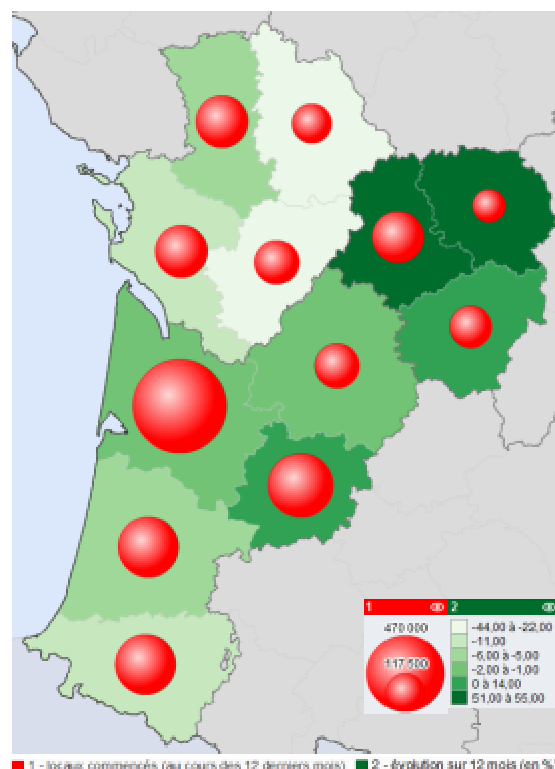 1 2
470 000
117 500
-44,00 à -22,00
-11,00
-6,00 à -5,00
-2,00 à -1,00
0 à 14,00
51,00 à 55,00
1 - locaux commencés (au cours des 12 derniers mois) 2 - évolution sur 12 mois (en %